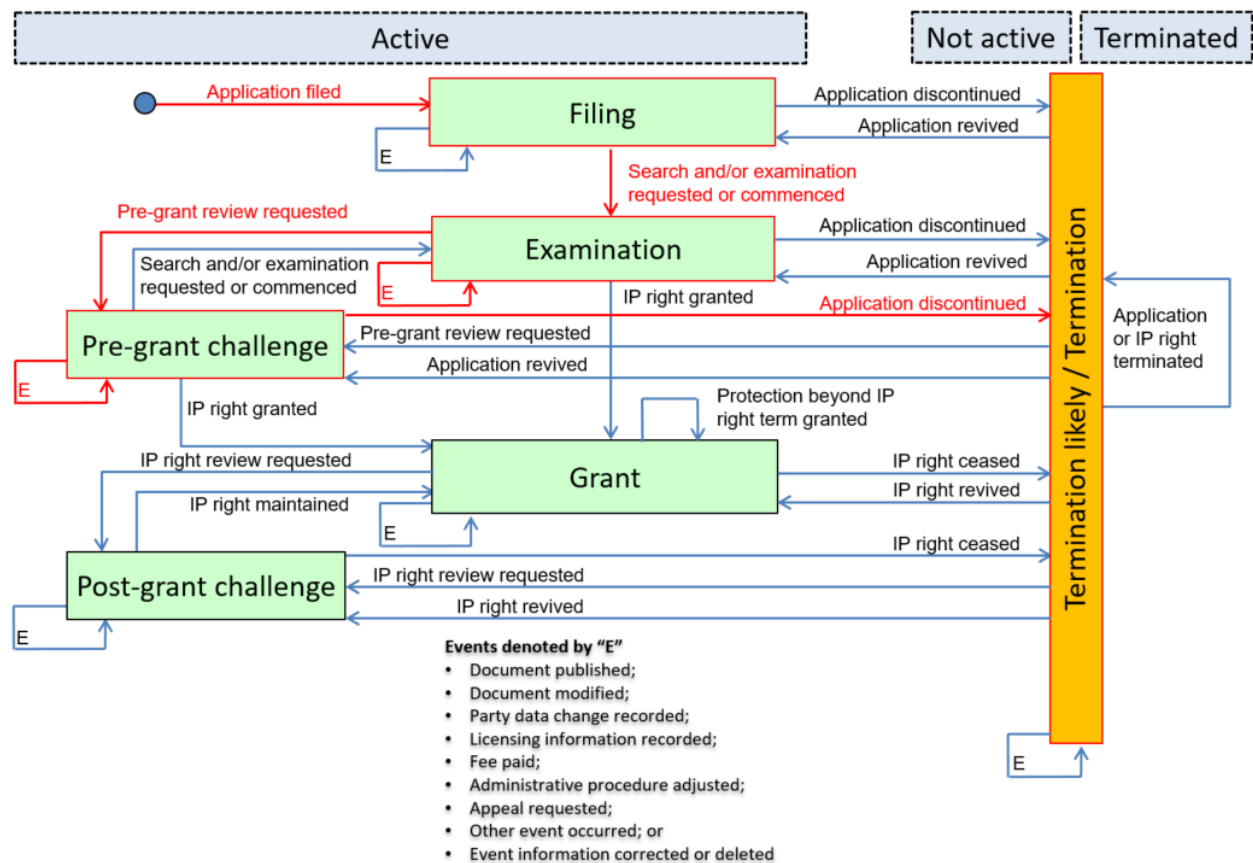 Active
Not active
Terminated
Application filed
Filing
Application discontinued
Application revived
E
Search and/or examination
requested or commenced
Pre-grant review requested
Examination
Application discontinued
Application revived
Search and/or examination
requested or commenced
E
IP right granted
Application discontinued
Pre-grant challenge
Pre-grant review requested
Application revived
E
Application
or IP right
terminated
Termination likely / Termination
IP right granted
Protection beyond IP
right term granted
IP right review requested
Grant
IP right ceased
IP right revived
IP right maintained
E
IP right ceased
Post-grant challenge
IP right review requested
IP right revived
E
Events denoted by “E”
• Document published;
• Document modified;
• Party data change recorded;
• Licensing information recorded;
• Fee paid;
• Administrative procedure adjusted;
• Appeal requested;
• Other event occurred; or
• Event information corrected or deleted
E